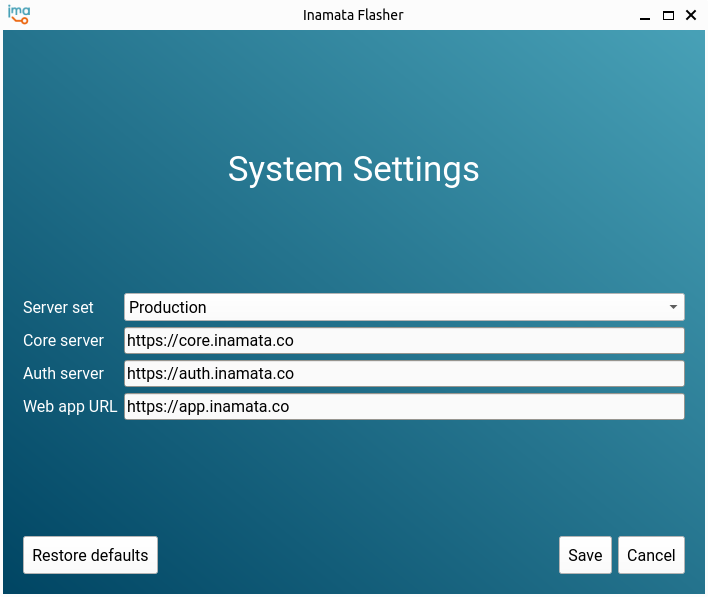 ima
Inamata Flasher
System Settings
Server set Production
Core server https://core.inamata.co
Auth server https://auth.inamata.co
Web app URL https://app.inamata.co
Restore defaults Save Cancel